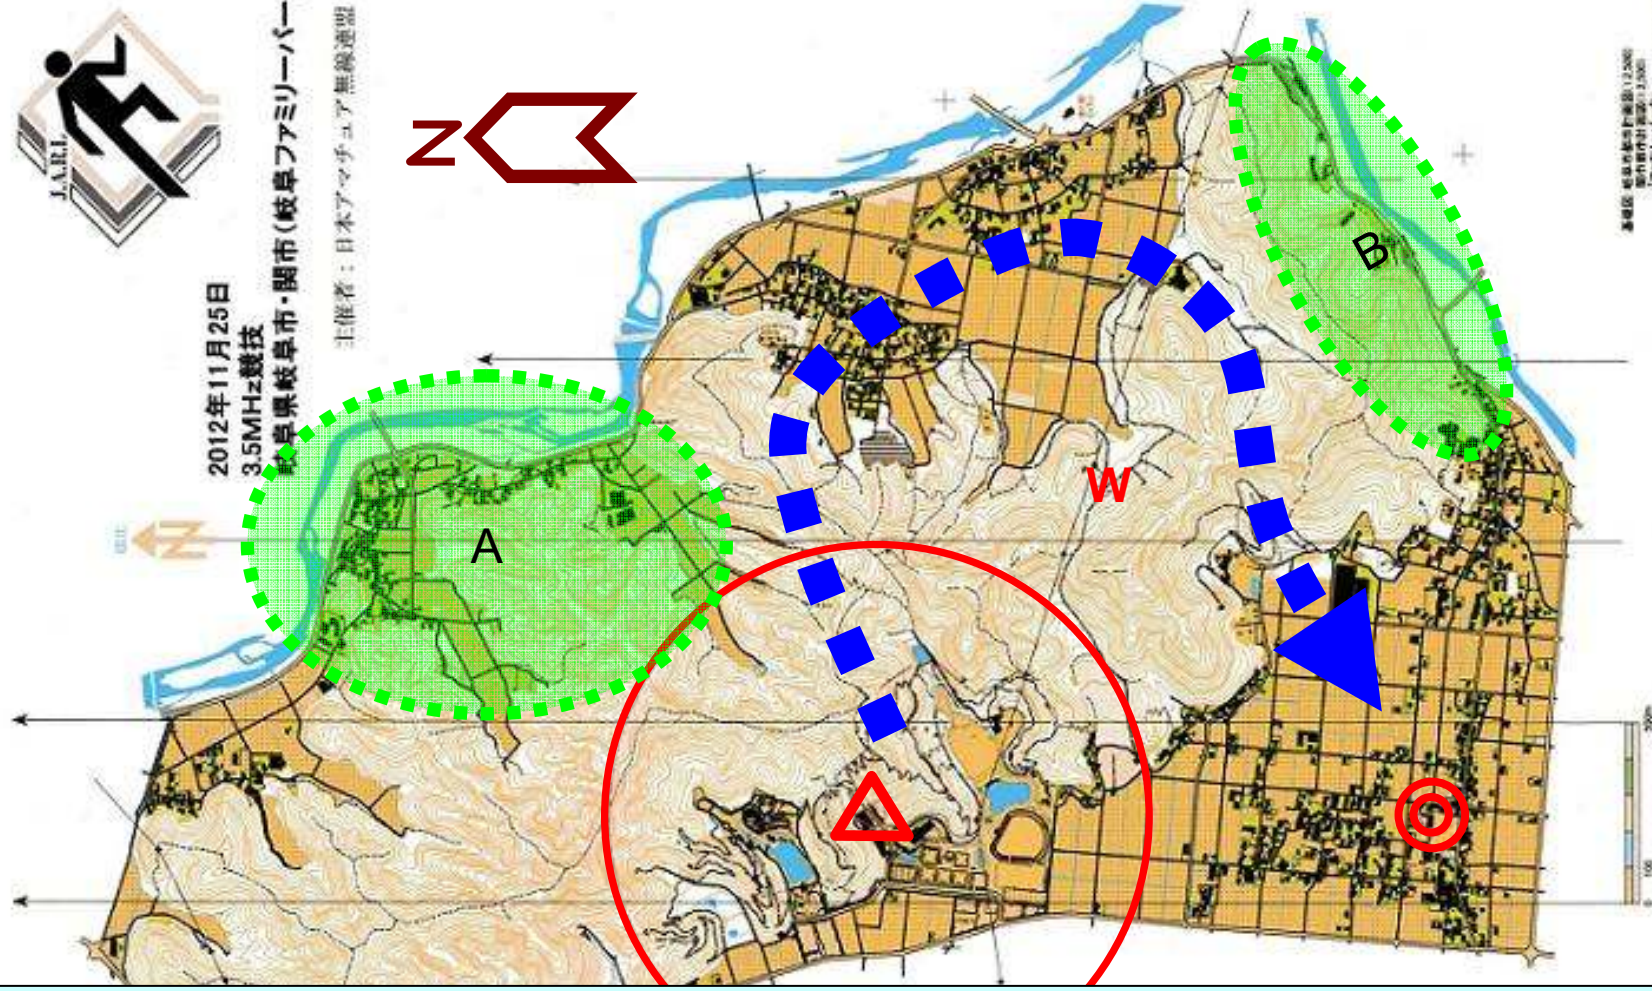 J.A.R.L.
2012年11月25日
3.5MHz競技
岐阜県岐阜市・関市(岐阜ファミリーパー
主催者:日本アマチュア無線連盟
N
N
A
B
W